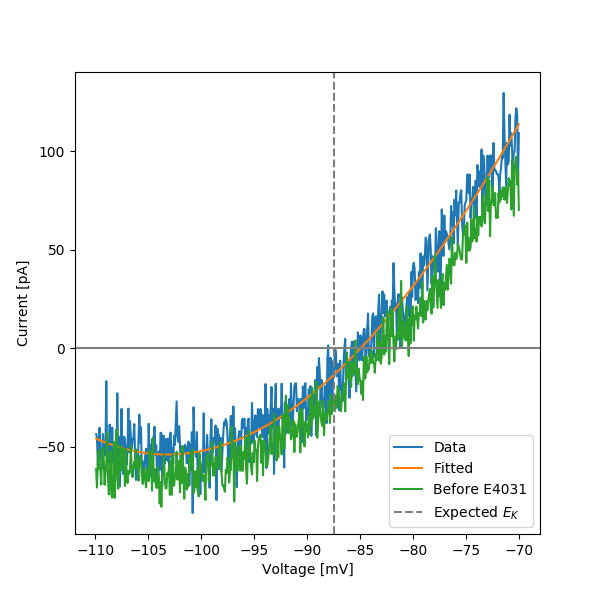 100
50
0
−50
Current [pA]
−110
−105
−100
−95
−90
−85
−80
−75
−70
Voltage [mV]
Data
Fitted
Before E4031
Expected E_K